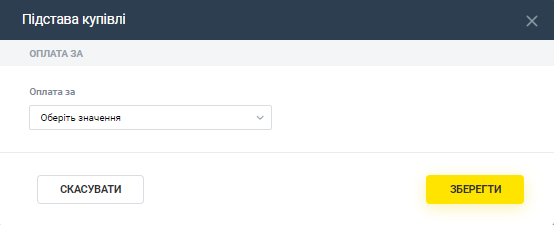 Підстава купівлі
ОПЛАТА ЗА
Оплата за
Оберіть значення
СКАСУВАТИ
ЗБЕРЕГТИ